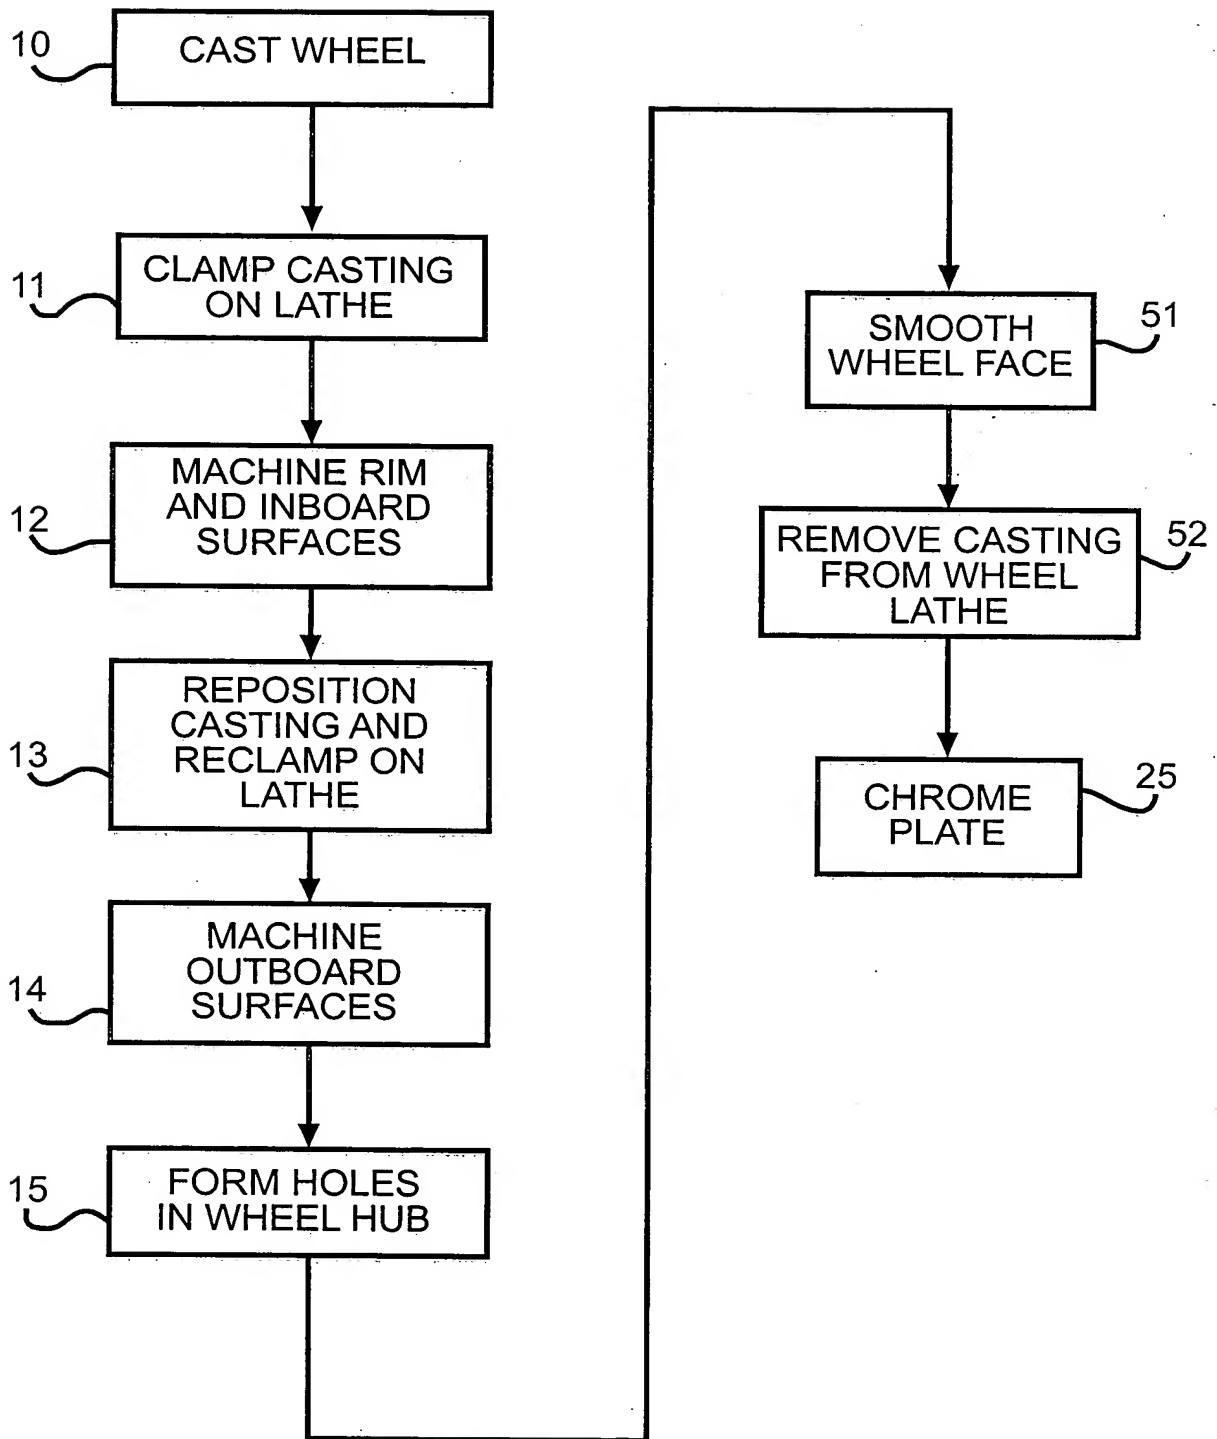 10
CAST WHEEL
11
CLAMP CASTING
ON LATHE
12
MACHINE RIM
AND INBOARD
SURFACES
13
REPOSITION
CASTING AND
RECLAMP ON
LATHE
14
MACHINE
OUTBOARD
SURFACES
15
FORM HOLES
IN WHEEL HUB
51
SMOOTH
WHEEL FACE
52
REMOVE CASTING
FROM WHEEL
LATHE
25
CHROME
PLATE